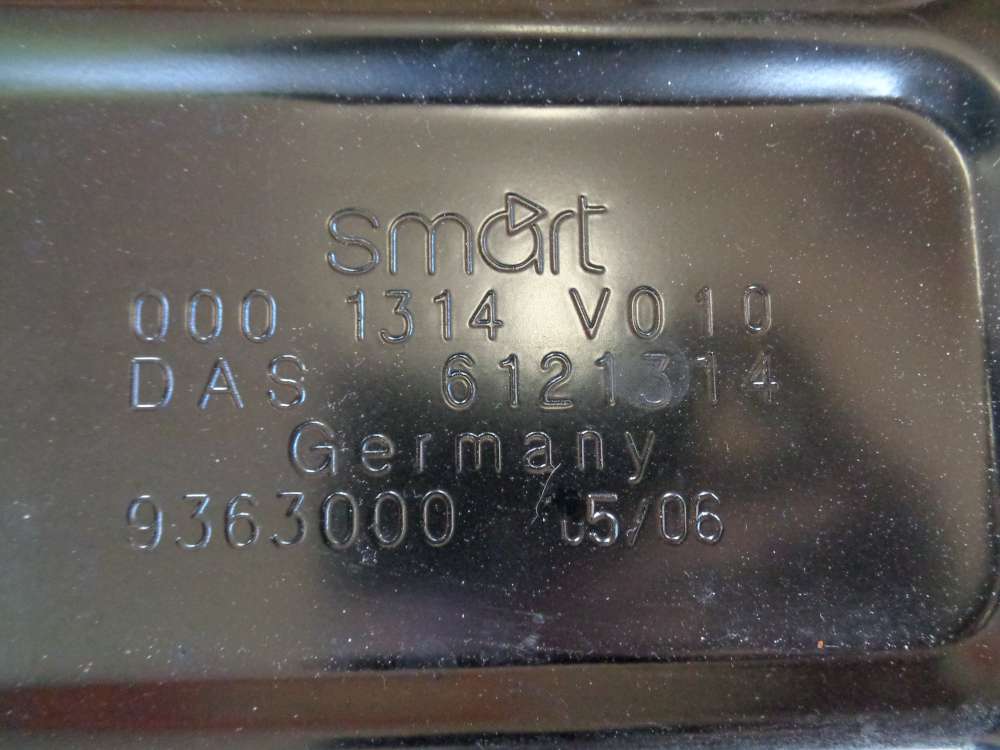 smart
000 1314 V010
DAS 6121314
Germany
9363000 05/06